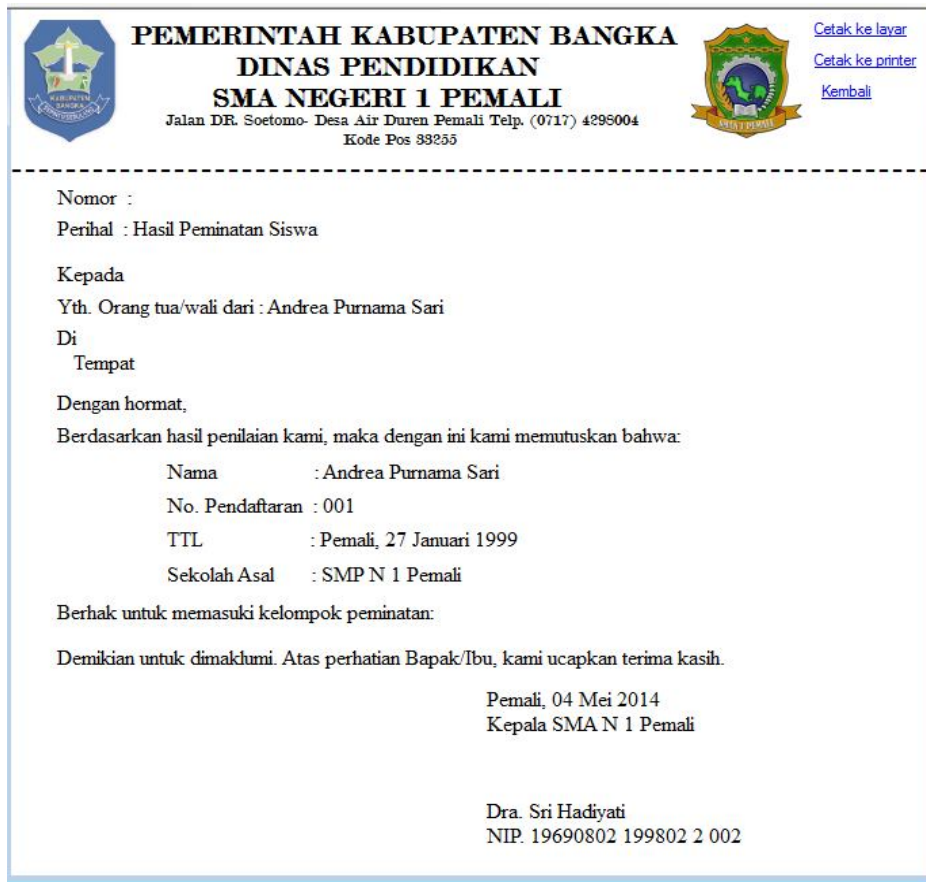 PEMERINTAH KABUPATEN BANGKA
DINAS PENDIDIKAN
SMA NEGERI 1 PEMALI
Jalan DR. Soetomo- Desa Air Duren Pemali Telp. (0717) 4298004
Kode Pos 33255
KABUPATEN
BANGKA
SMAN 1 PEMALI
Cetak ke layar
Cetak ke printer
Kembali
Nomor :
Perihal : Hasil Peminatan Siswa
Kepada
Yth. Orang tua/wali dari : Andrea Purnama Sari
Di
Tempat
Dengan hormat,
Berdasarkan hasil penilaian kami, maka dengan ini kami memutuskan bahwa:
Nama : Andrea Purnama Sari
No. Pendaftaran : 001
TTL : Pemali, 27 Januari 1999
Sekolah Asal : SMP N 1 Pemali
Berhak untuk memasuki kelompok peminatan:
Demikian untuk dimaklumi. Atas perhatian Bapak/Ibu, kami ucapkan terima kasih.
Pemali, 04 Mei 2014
Kepala SMA N 1 Pemali
Dra. Sri Hadiyati
NIP. 19690802 199802 2 002